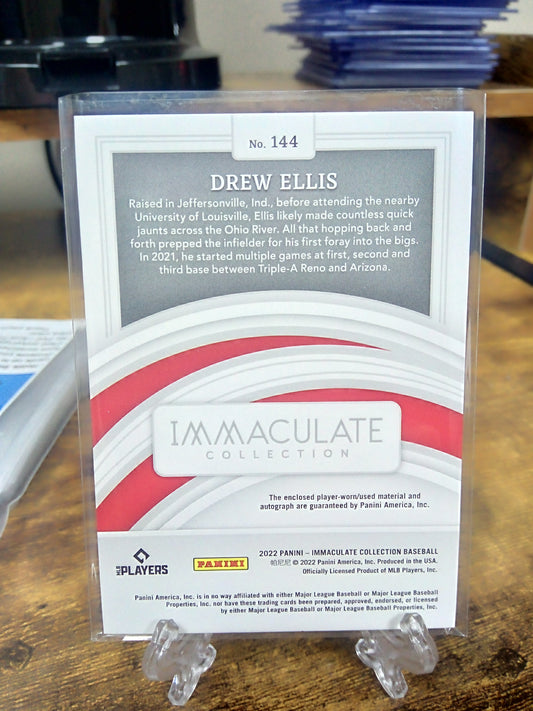 No. 144
DREW ELLIS
Raised in Jeffersonville, Ind., before attending the nearby
University of Louisville, Ellis likely made countless quick
jaunts across the Ohio River. All that hopping back and
forth prepped the infielder for his first foray into the bigs.
In 2021, he started multiple games at first, second and
third base between Triple-A Reno and Arizona.
IMMACULATE
COLLECTION
The enclosed player-worn/used material and
autograph are guaranteed by Panini America, Inc.
PLAYERS
PANINI
2022 PANINI – IMMACULATE COLLECTION BASEBALL
帕尼尼 © 2022 Panini America, Inc. Produced in the USA.
Officially Licensed Product of MLB Players, Inc.
Panini America, Inc. is in no way affiliated with either Major League Baseball or Major League Baseball
Properties, Inc. nor have these trading cards been prepared, approved, endorsed, or licensed
by either Major League Baseball or Major League Baseball Properties, Inc.